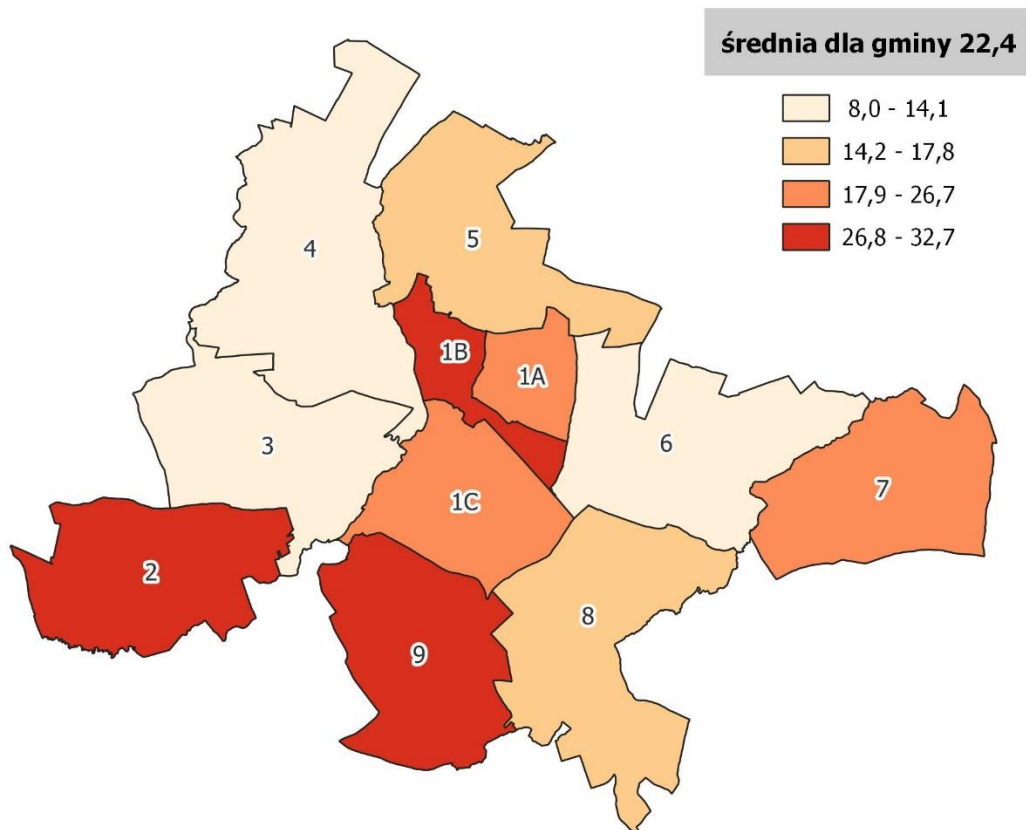 średnia dla gminy 22,4
8,0 - 14,1
14,2 - 17,8
17,9 - 26,7
26,8 - 32,7
4
5
1B
1A
3
6
1C
7
2
8
9